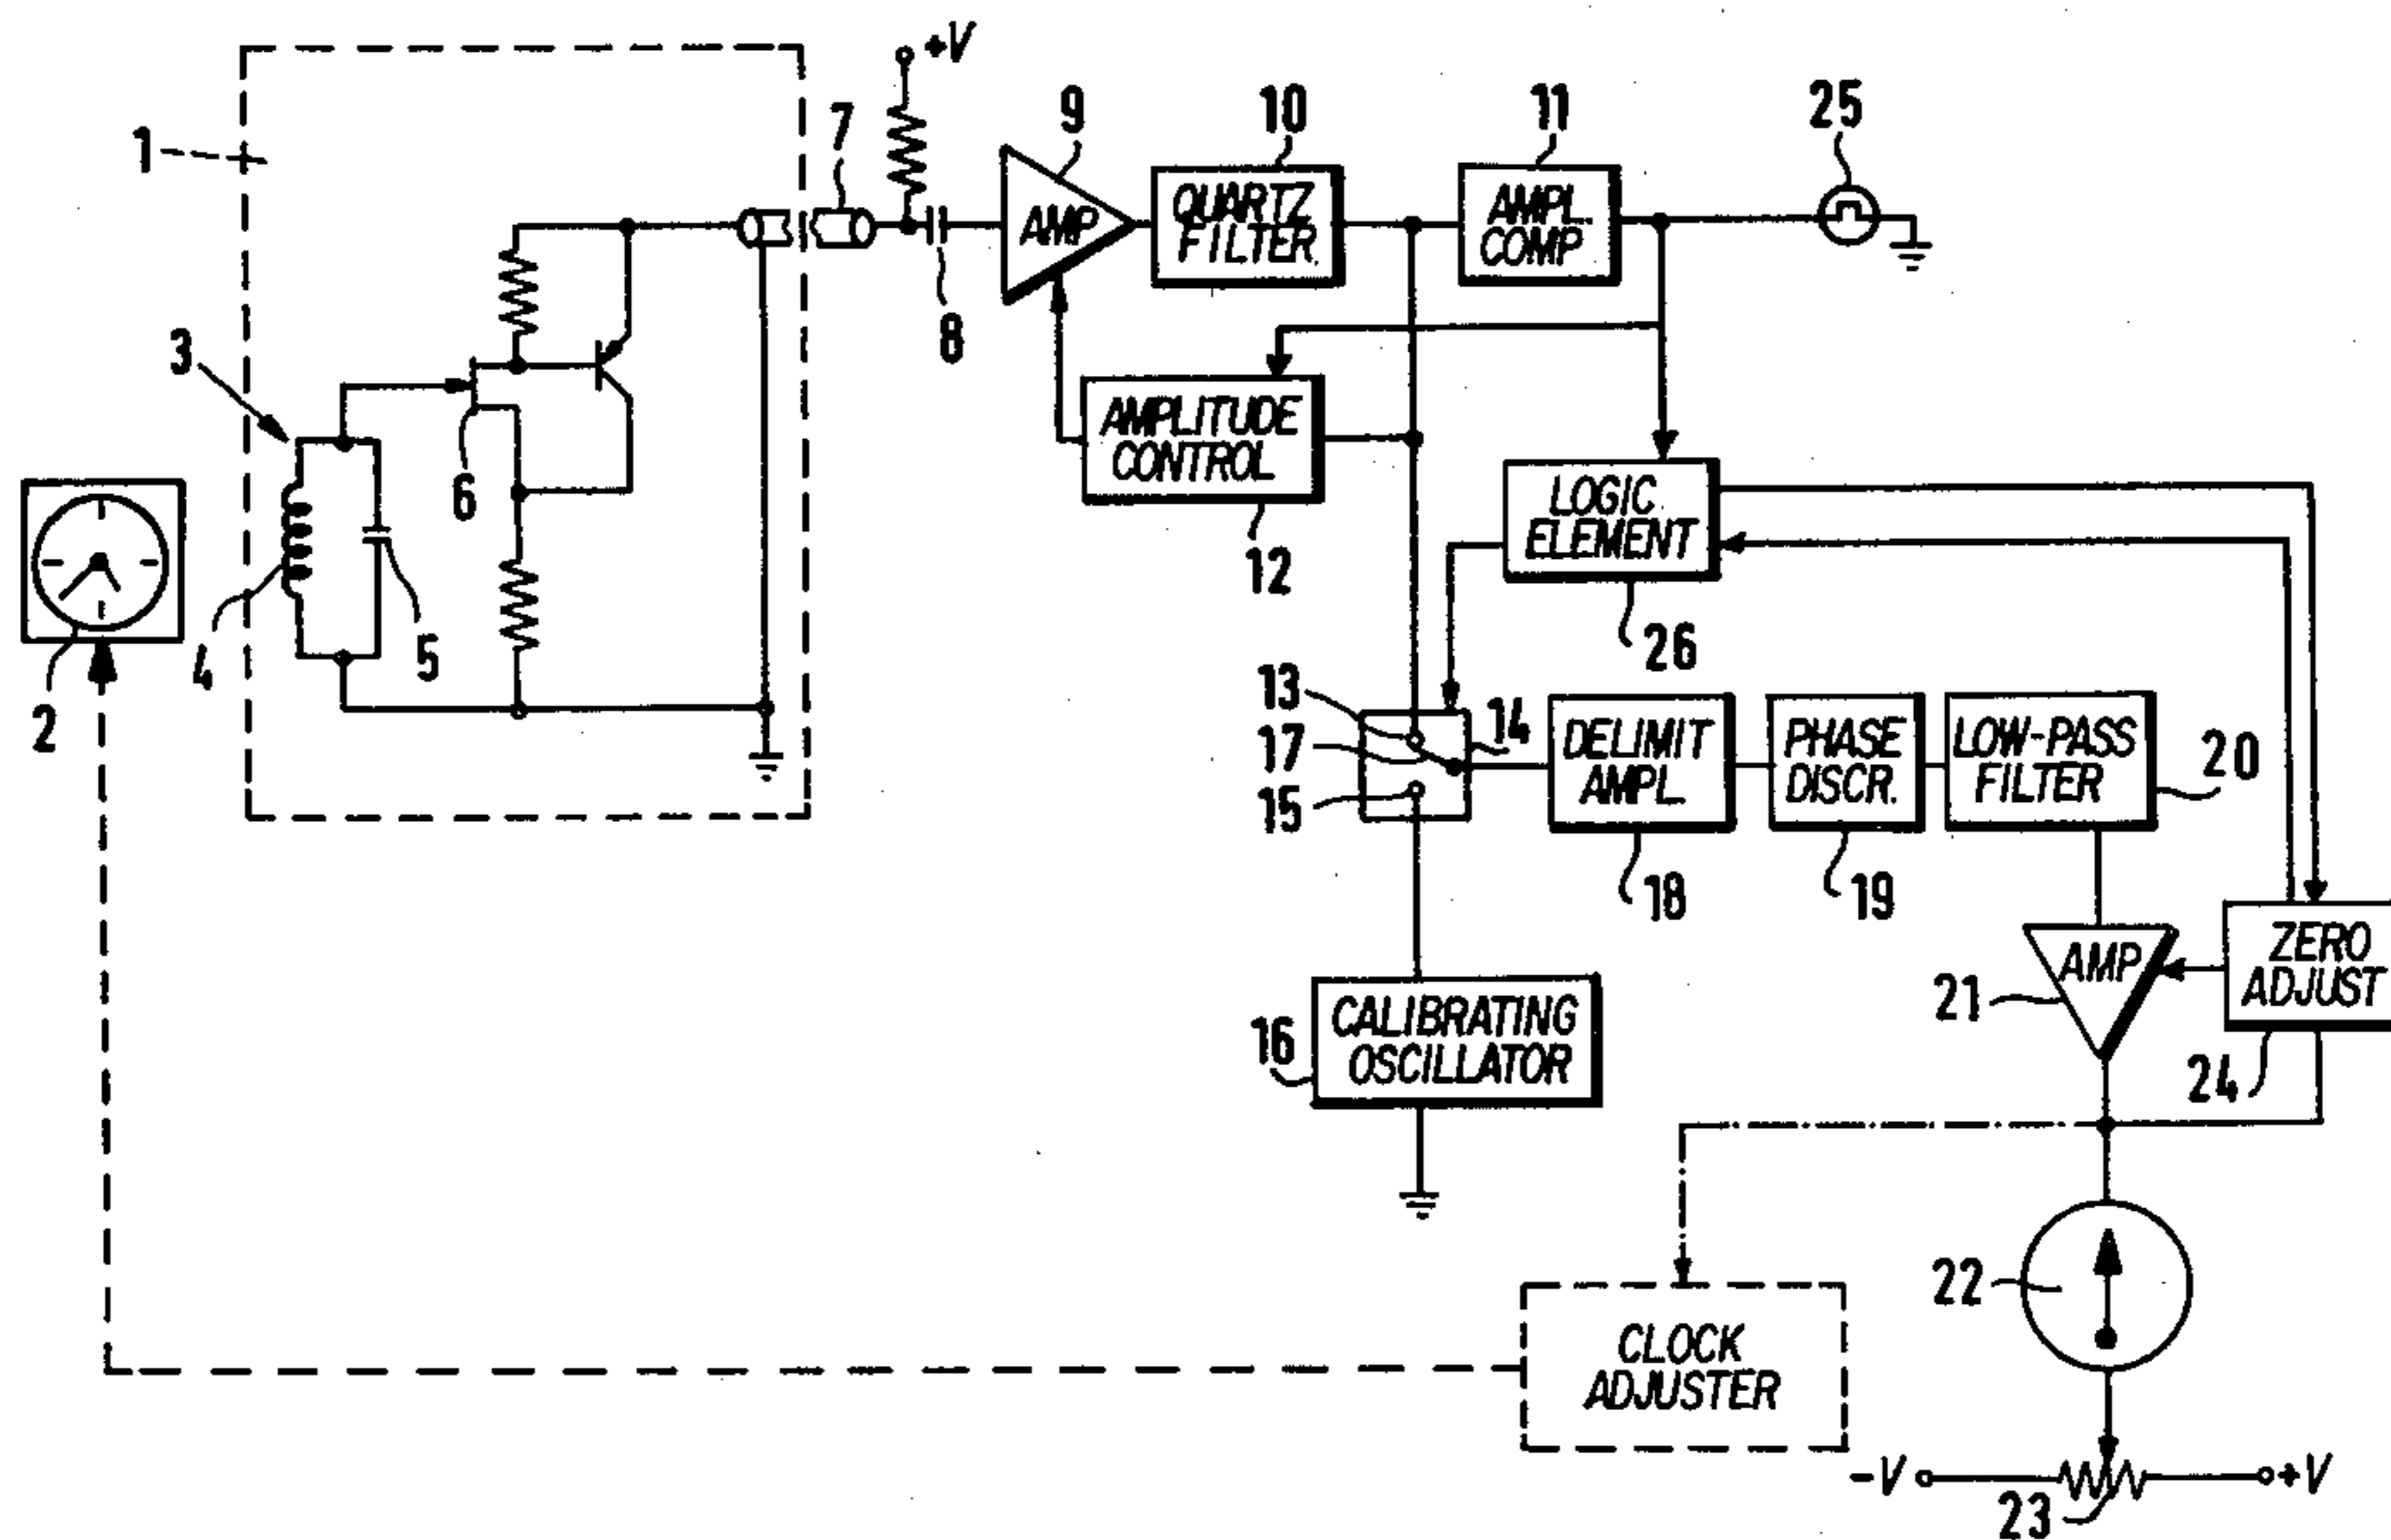 +V
1
7
9
10
11
25
AMP
QUARTZ
FILTER
AMPL.
COMP
8
3
6
AMPLITUDE
CONTROL
12
LOGIC
ELEMENT
26
2
4
5
13
17
15
14
DELIMIT
AMPL.
18
PHASE
DISCR.
19
LOW-PASS
FILTER
20
AMP
21
ZERO
ADJUST
24
CALIBRATING
OSCILLATOR
16
22
CLOCK
ADJUSTER
-V
+V
23